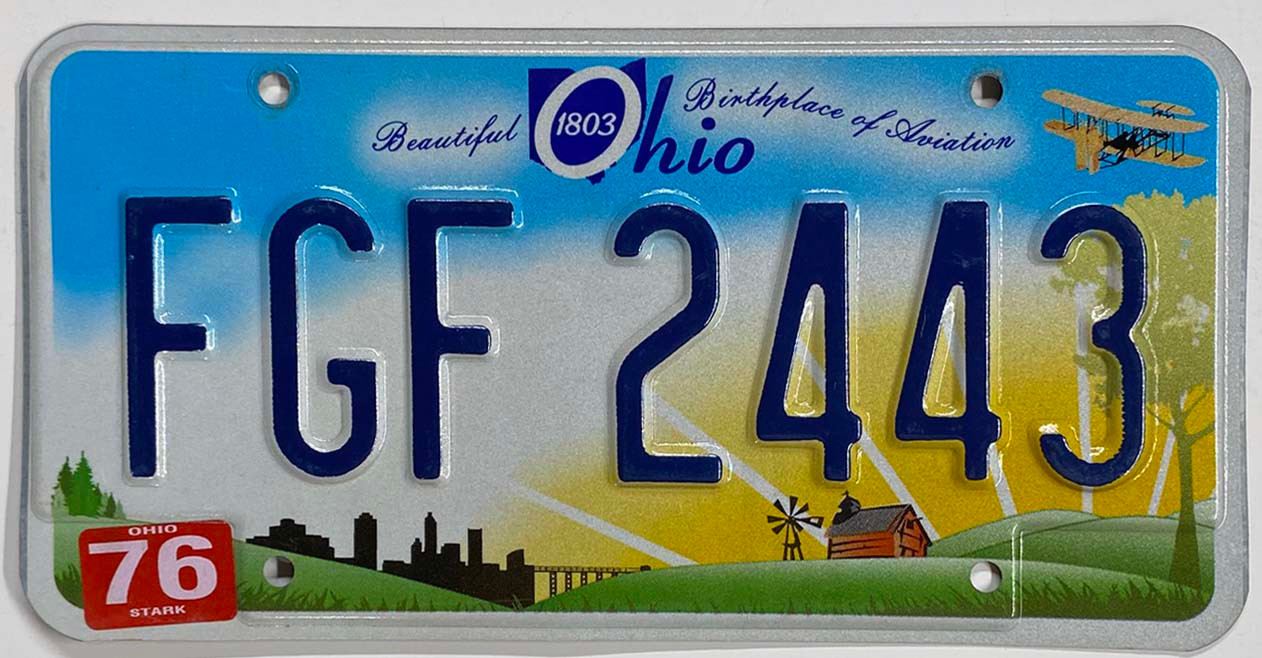 Beautiful Ohio Birthplace of Aviation
1803
FGF 2443
OHIO
76
STARK